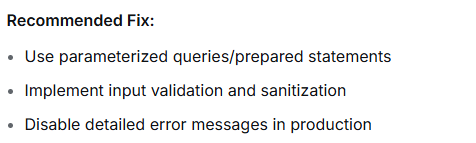 Recommended Fix:
• Use parameterized queries/prepared statements
• Implement input validation and sanitization
• Disable detailed error messages in production